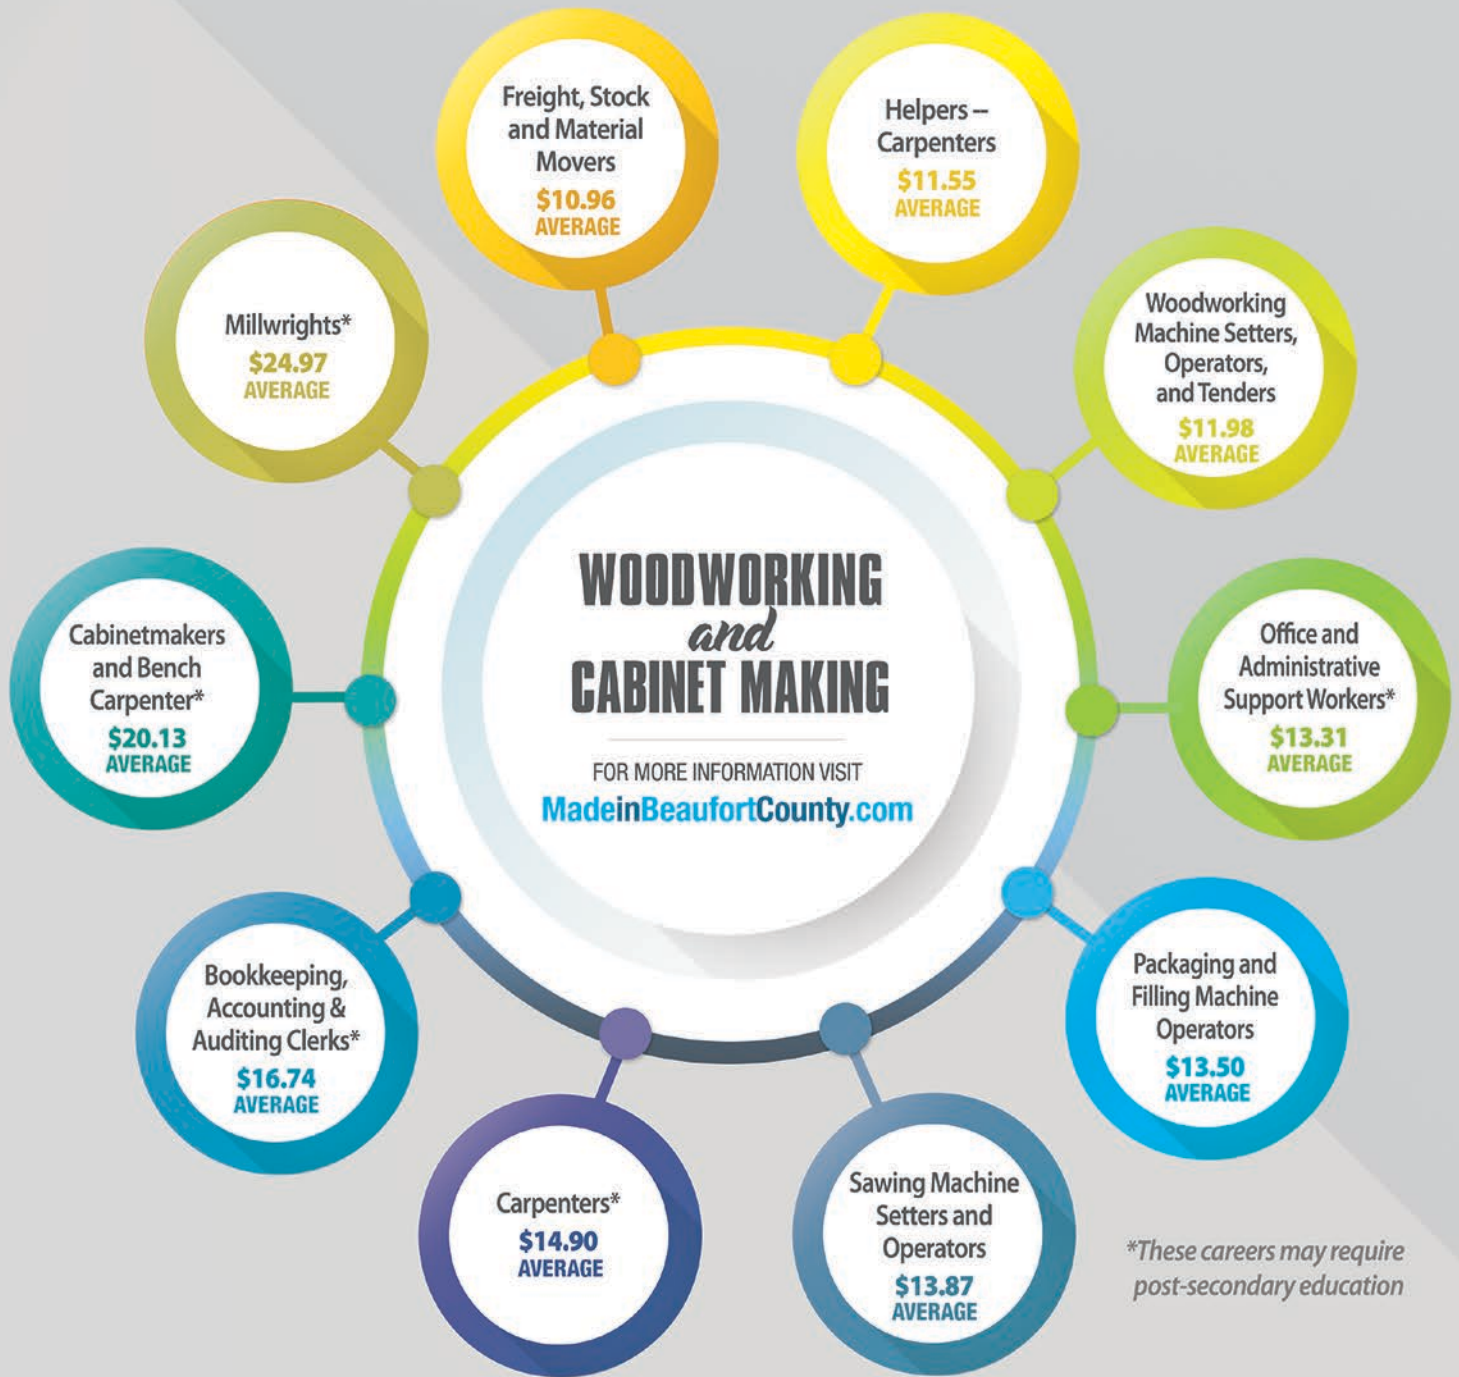 Freight, Stock
and Material
Movers
$10.96
AVERAGE
Helpers –
Carpenters
$11.55
AVERAGE
Woodworking
Machine Setters,
Operators,
and Tenders
$11.98
AVERAGE
Office and
Administrative
Support Workers*
$13.31
AVERAGE
Packaging and
Filling Machine
Operators
$13.50
AVERAGE
Sawing Machine
Setters and
Operators
$13.87
AVERAGE
Carpenters*
$14.90
AVERAGE
Bookkeeping,
Accounting &
Auditing Clerks*
$16.74
AVERAGE
Cabinetmakers
and Bench
Carpenter*
$20.13
AVERAGE
Millwrights*
$24.97
AVERAGE
WOODWORKING
and
CABINET MAKING
FOR MORE INFORMATION VISIT
MadeinBeaufortCounty.com
*These careers may require
post-secondary education